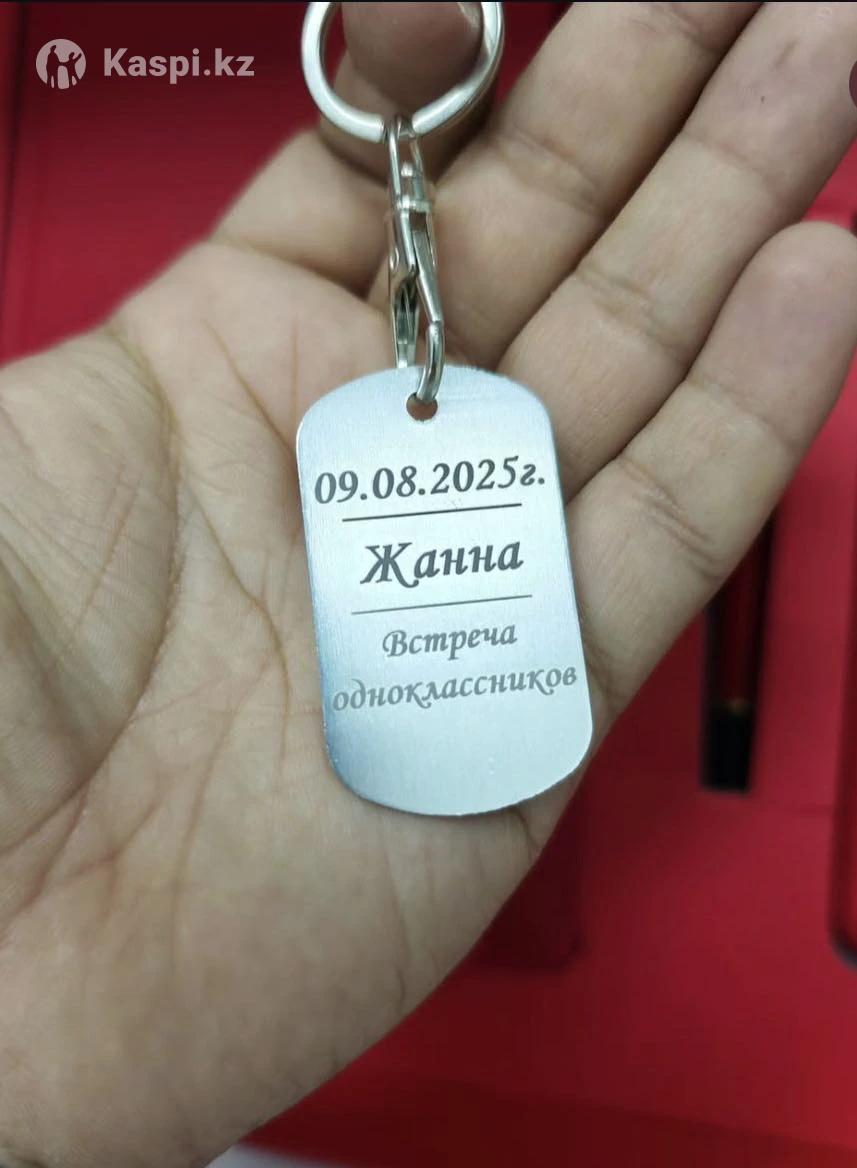 Kaspi.kz
09.08.2025г.
Жанна
Встреча
одноклассников